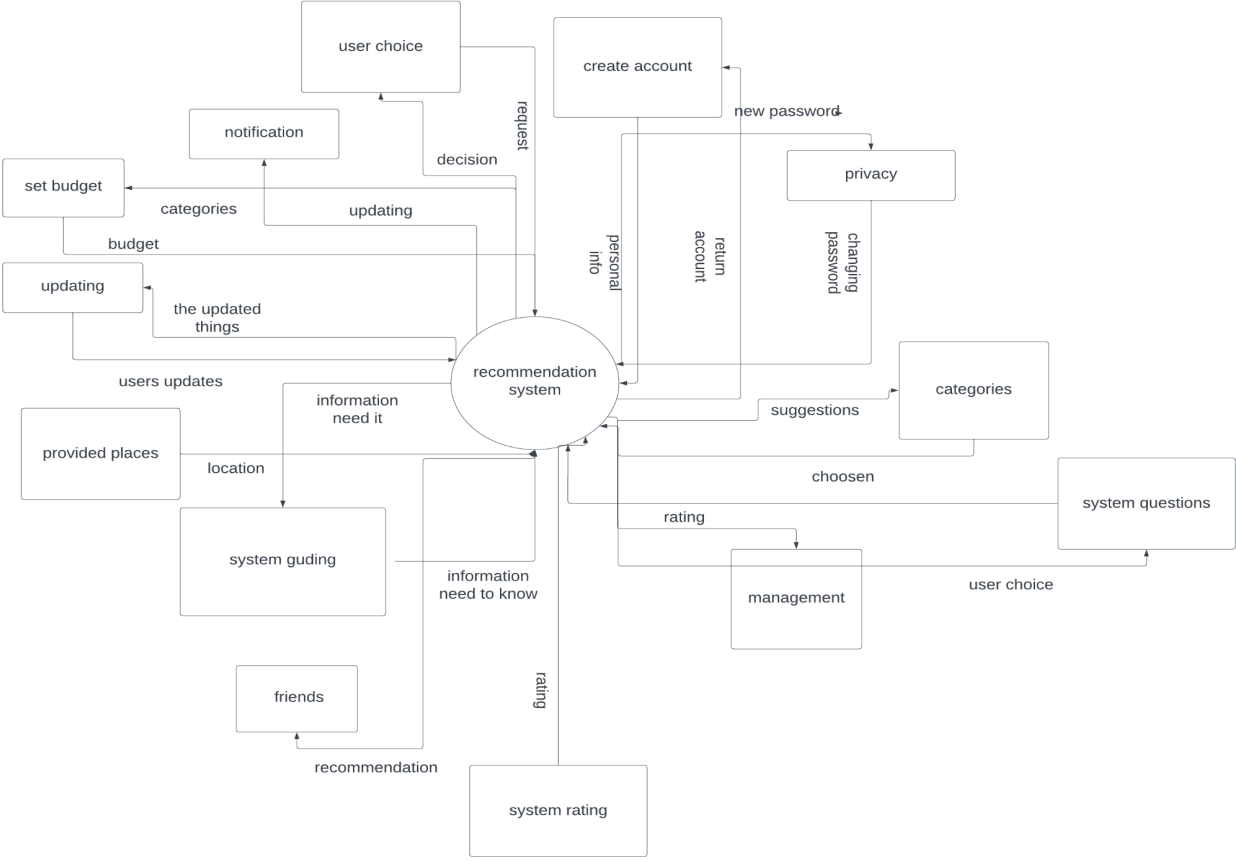 user choice
create account
request
new password
notification
decision
privacy
set budget
categories
updating
budget
personal
info
return
account
changing
password
updating
the updated
things
users updates
recommendation
system
information
need it
suggestions
categories
provided places
location
choosen
system questions
rating
system guding
information
need to know
user choice
management
friends
rating
recommendation
system rating